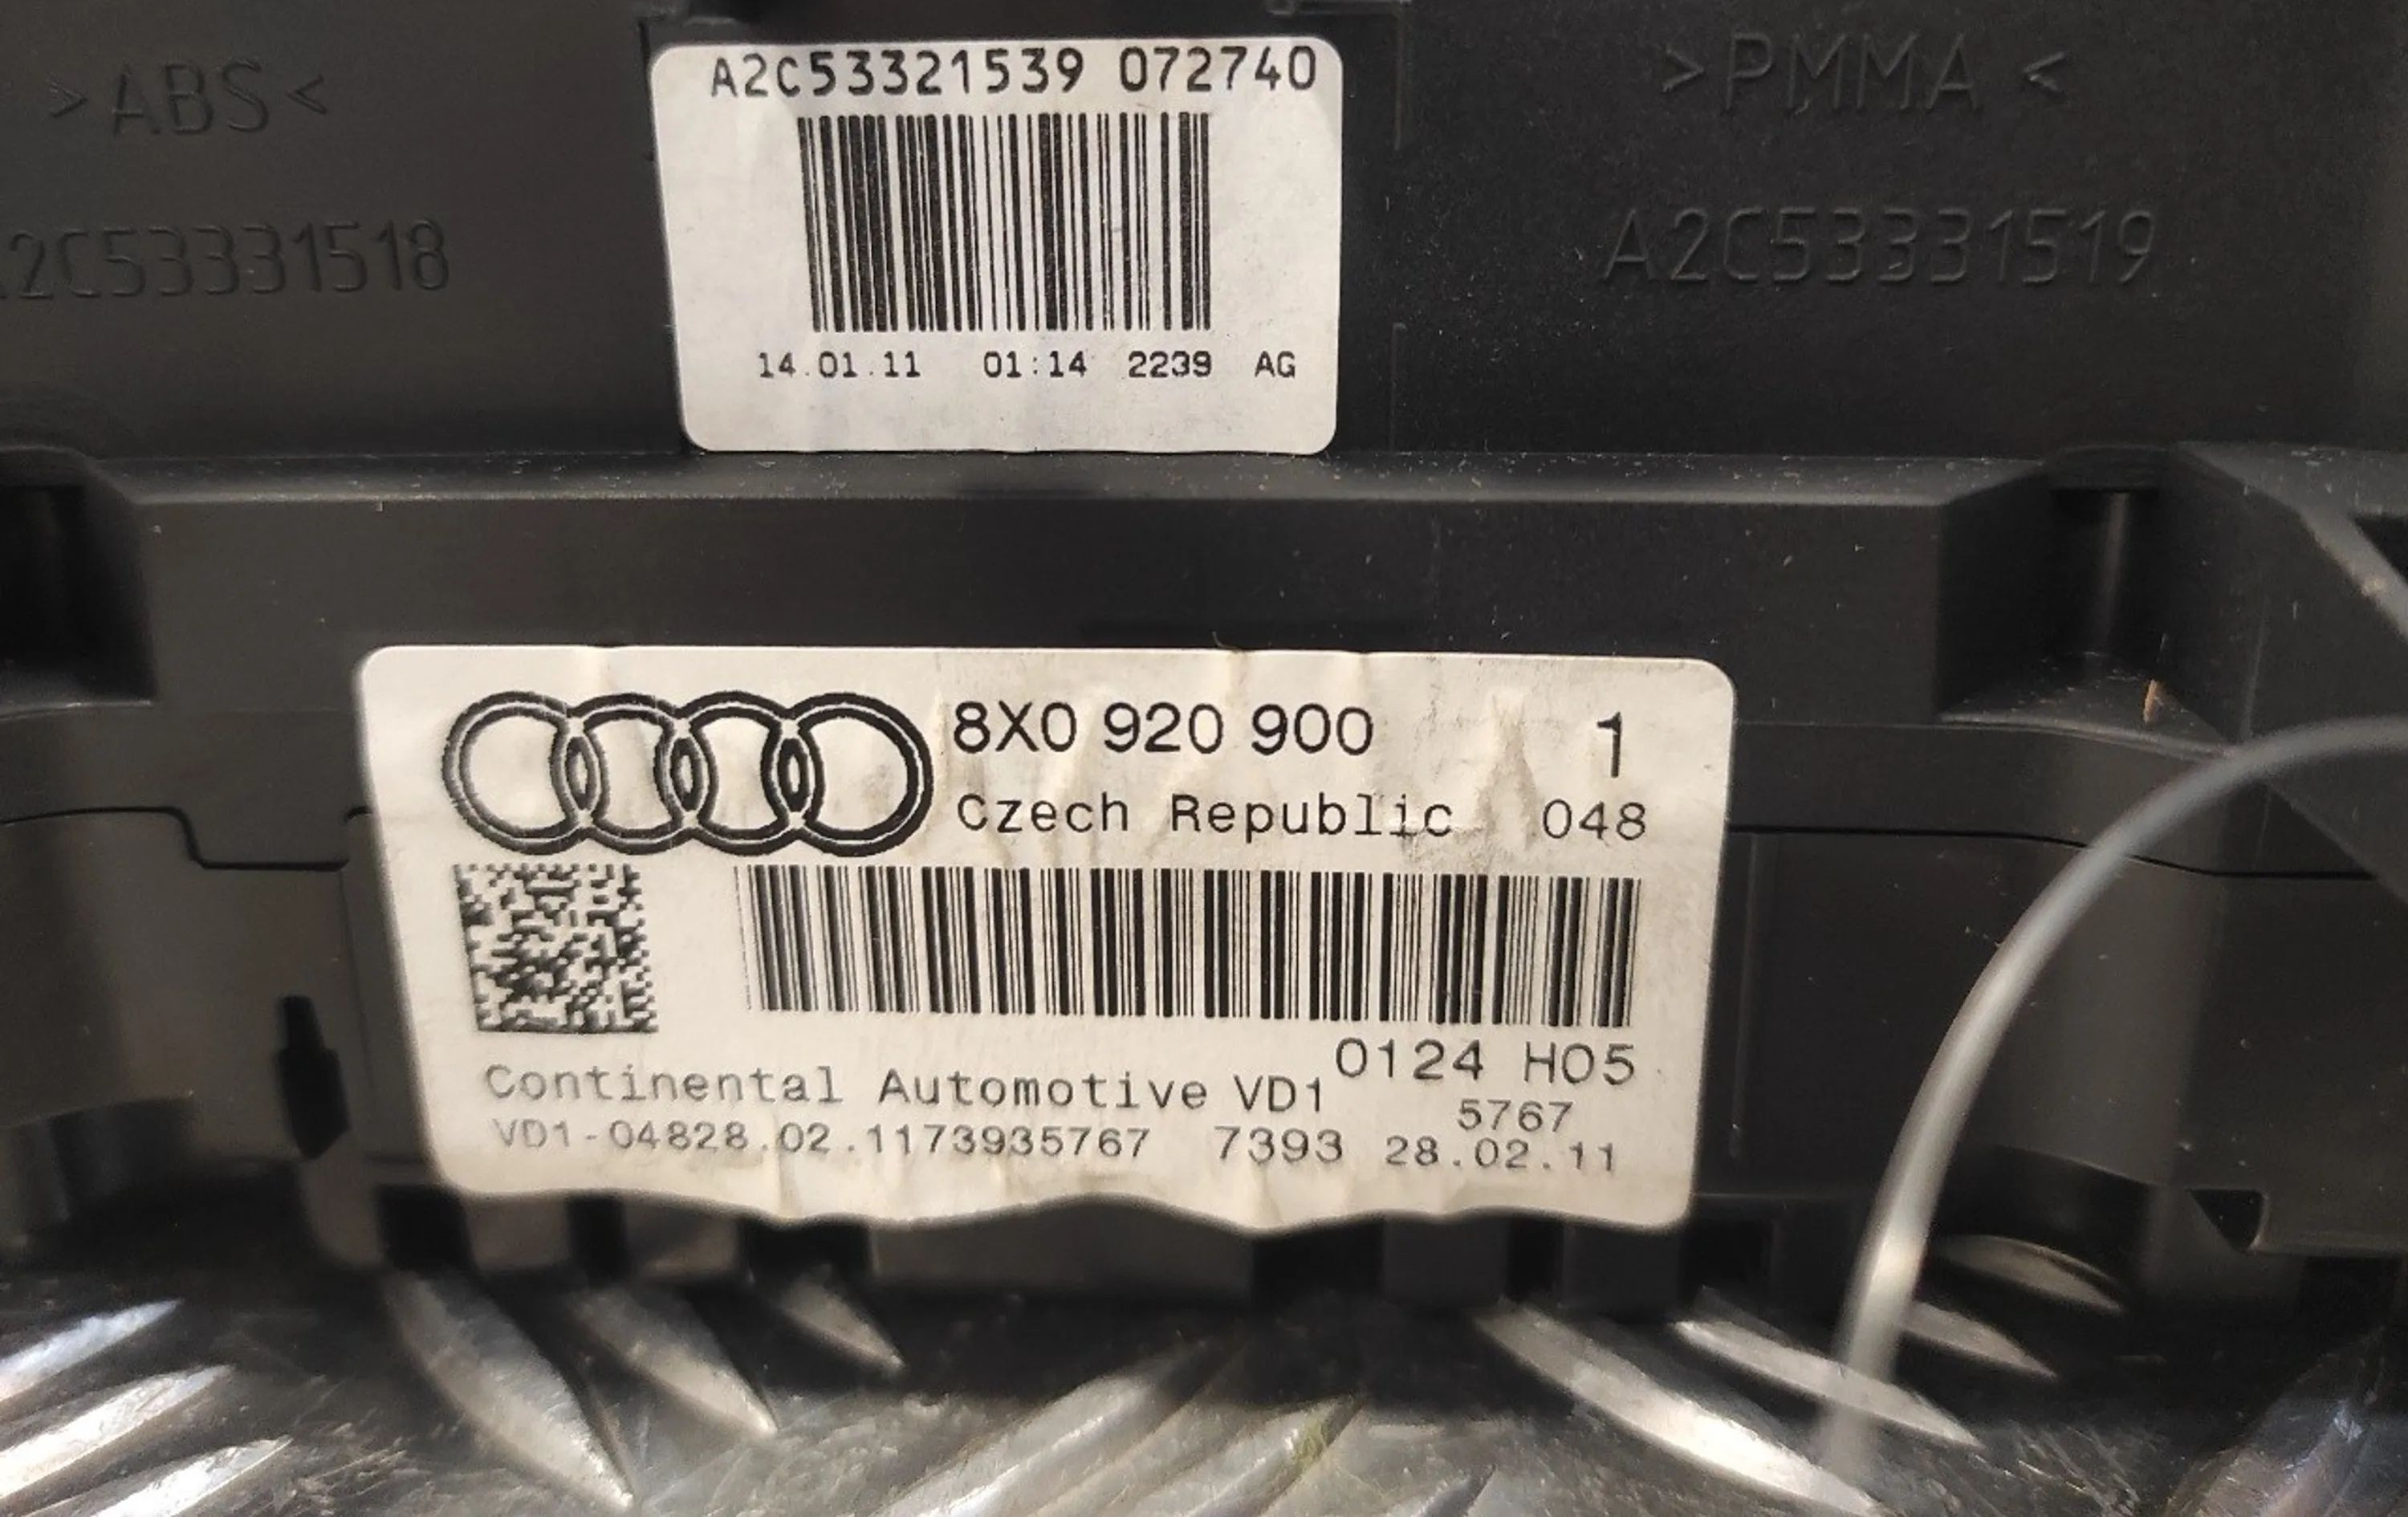 A2C53321539 072740
>ABS<
>PMMA<
2C53331518
A2C53331519
14.01.11 01:14 2239 AG
8X0 920 900 1
Czech Republic 048
0124 H05
Continental Automotive VD1
5767
VD1-04828.02.1173935767 7393 28.02.11